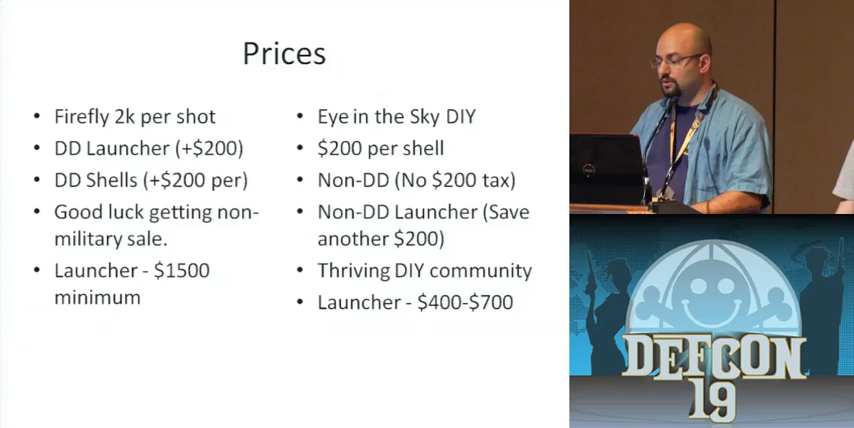 Prices
• Firefly 2k per shot
• DD Launcher (+$200)
• DD Shells (+$200 per)
• Good luck getting non-
military sale.
• Launcher - $1500
minimum
• Eye in the Sky DIY
• $200 per shell
• Non-DD (No $200 tax)
• Non-DD Launcher (Save
another $200)
• Thriving DIY community
• Launcher - $400-$700
DEFCON
19